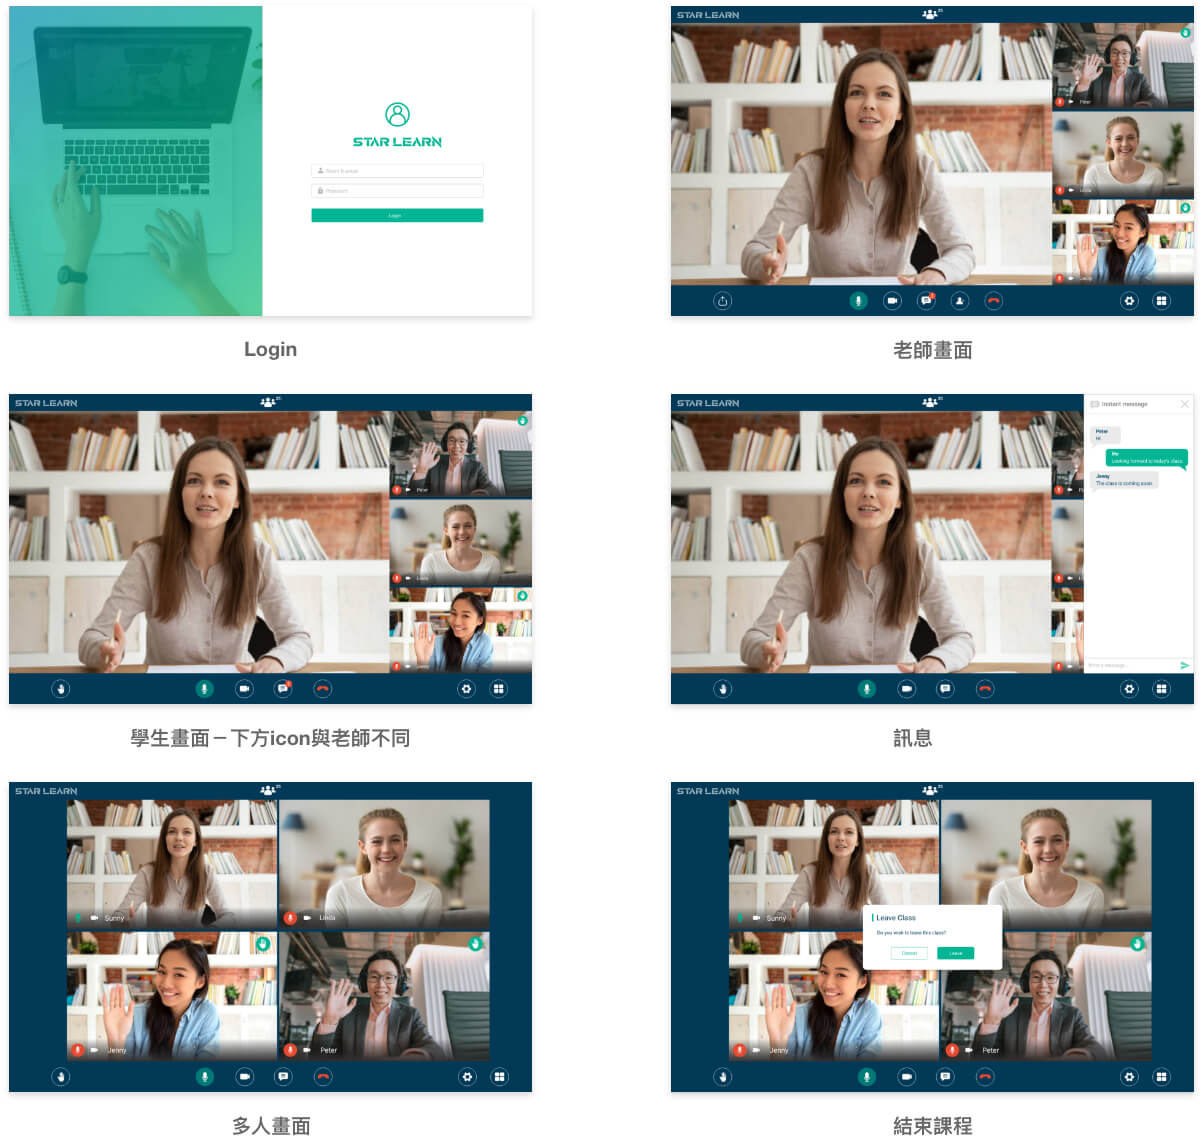 STAR LEARN
Password
Login
Login
STAR LEARN
Peter
Linda
Jenny
老師畫面
STAR LEARN
Peter
Linda
Jenny
學生畫面－下方icon與老師不同
STAR LEARN
Instant message
Peter
Hi
Me
Looking forward to today's class
Jenny
The class is coming soon
Write a message...
訊息
STAR LEARN
Sunny
Linda
Jenny
Peter
多人畫面
STAR LEARN
Sunny
Leave Class
Do you wish to leave this class?
Cancel
Leave
Jenny
Peter
結束課程